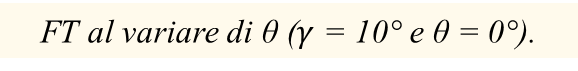 FT al variare di θ (γ = 10° e θ = 0°).